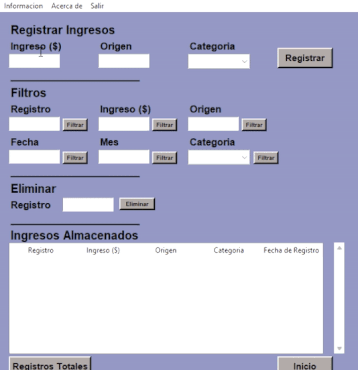 Informacion Acerca de Salir
Registrar Ingresos
Ingreso ($) Origen Categoria
Registrar
Filtros
Registro Ingreso ($) Origen
Filtrar Filtrar Filtrar
Fecha Mes Categoria
Filtrar Filtrar Filtrar
Eliminar
Registro Eliminar
Ingresos Almacenados
Registro Ingreso ($) Origen Categoria Fecha de Registro
Registros Totales Inicio